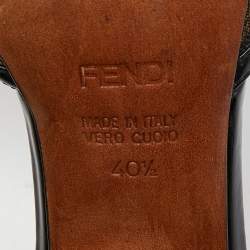 FENDI
MADE IN ITALY
VERO CUOIO
40½